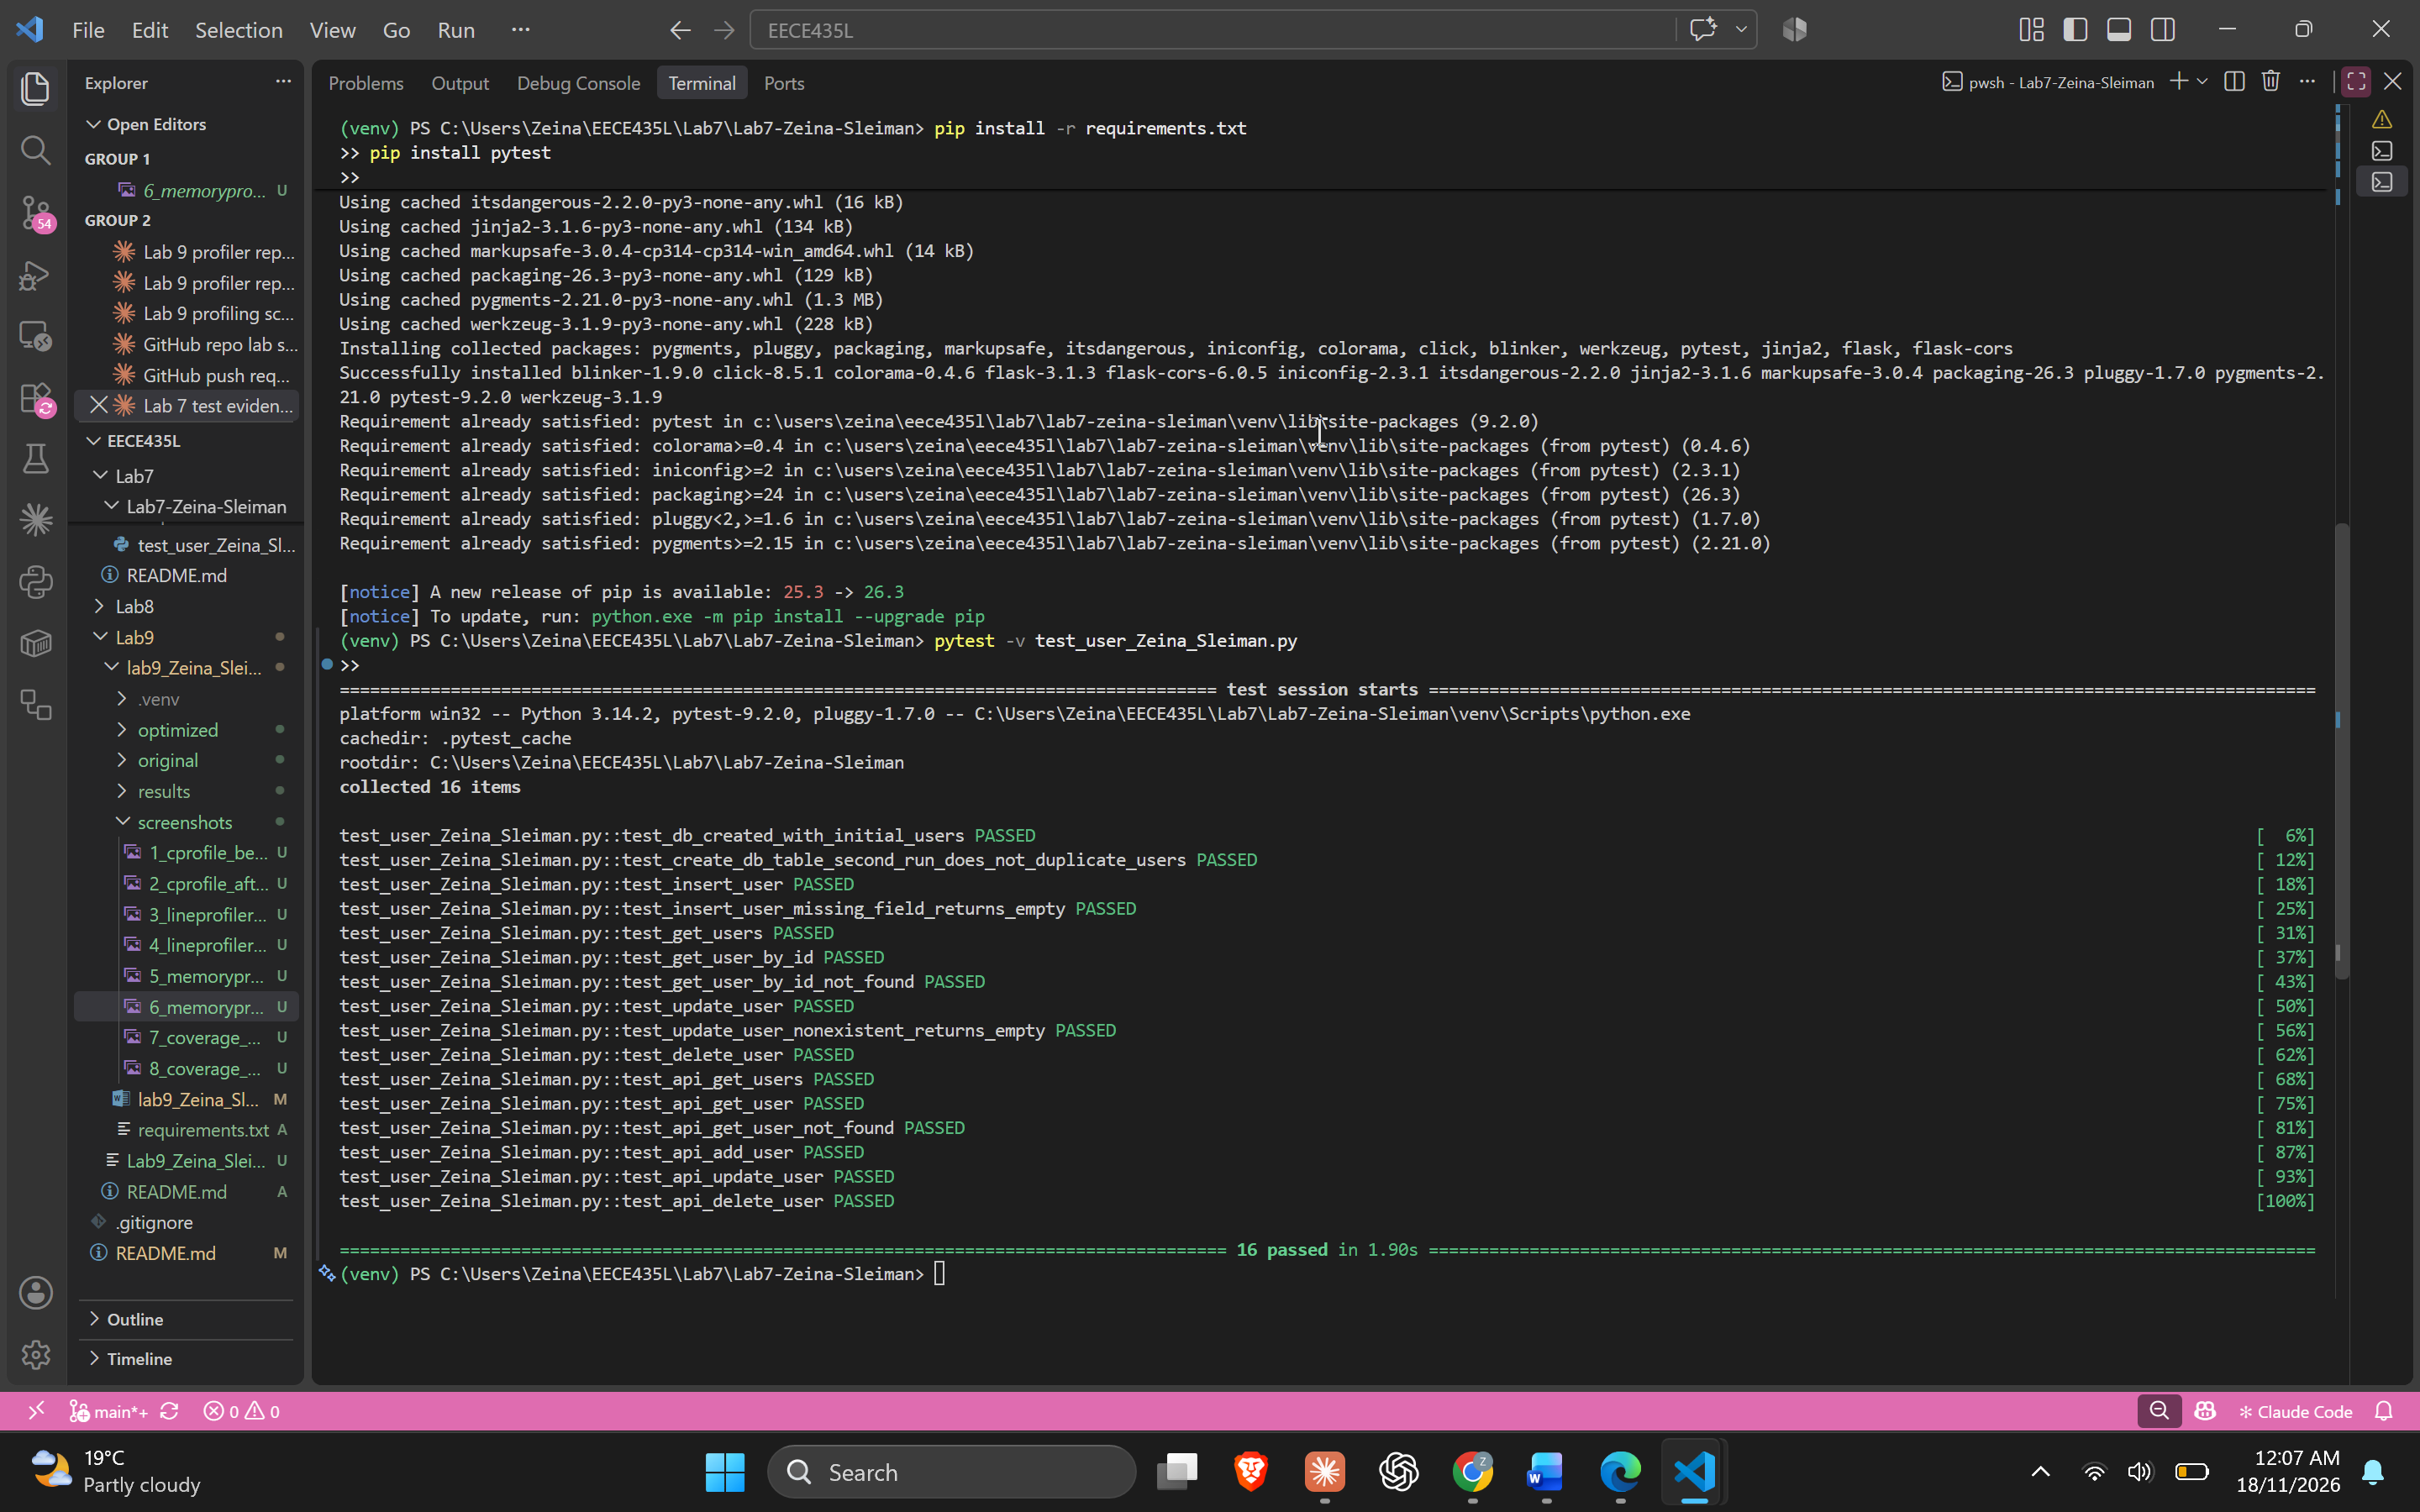 File Edit Selection View Go Run ··· EECE435L
Explorer ···
Open Editors
GROUP 1
6_memorypro... U
GROUP 2
Lab 9 profiler rep...
Lab 9 profiler rep...
Lab 9 profiling sc...
GitHub repo lab s...
GitHub push req...
Lab 7 test eviden...
EECE435L
Lab7
Lab7-Zeina-Sleiman
test_user_Zeina_Sl...
README.md
Lab8
Lab9
lab9_Zeina_Slei...
.venv
optimized
original
results
screenshots
1_cprofile_be... U
2_cprofile_aft... U
3_lineprofiler... U
4_lineprofiler... U
5_memorypr... U
6_memorypr... U
7_coverage_... U
8_coverage_... U
lab9_Zeina_Sl... M
requirements.txt A
Lab9_Zeina_Slei... U
README.md A
.gitignore
README.md M
Outline
Timeline
54
Problems Output Debug Console Terminal Ports
pwsh - Lab7-Zeina-Sleiman
(venv) PS C:\Users\Zeina\EECE435L\Lab7\Lab7-Zeina-Sleiman> pip install -r requirements.txt
>> pip install pytest
>>
Using cached itsdangerous-2.2.0-py3-none-any.whl (16 kB)
Using cached jinja2-3.1.6-py3-none-any.whl (134 kB)
Using cached markupsafe-3.0.4-cp314-cp314-win_amd64.whl (14 kB)
Using cached packaging-26.3-py3-none-any.whl (129 kB)
Using cached pygments-2.21.0-py3-none-any.whl (1.3 MB)
Using cached werkzeug-3.1.9-py3-none-any.whl (228 kB)
Installing collected packages: pygments, pluggy, packaging, markupsafe, itsdangerous, iniconfig, colorama, click, blinker, werkzeug, pytest, jinja2, flask, flask-cors
Successfully installed blinker-1.9.0 click-8.5.1 colorama-0.4.6 flask-3.1.3 flask-cors-6.0.5 iniconfig-2.3.1 itsdangerous-2.2.0 jinja2-3.1.6 markupsafe-3.0.4 packaging-26.3 pluggy-1.7.0 pygments-2.
21.0 pytest-9.2.0 werkzeug-3.1.9
Requirement already satisfied: pytest in c:\users\zeina\eece435l\lab7\lab7-zeina-sleiman\venv\lib\site-packages (9.2.0)
Requirement already satisfied: colorama>=0.4 in c:\users\zeina\eece435l\lab7\lab7-zeina-sleiman\venv\lib\site-packages (from pytest) (0.4.6)
Requirement already satisfied: iniconfig>=2 in c:\users\zeina\eece435l\lab7\lab7-zeina-sleiman\venv\lib\site-packages (from pytest) (2.3.1)
Requirement already satisfied: packaging>=24 in c:\users\zeina\eece435l\lab7\lab7-zeina-sleiman\venv\lib\site-packages (from pytest) (26.3)
Requirement already satisfied: pluggy<2,>=1.6 in c:\users\zeina\eece435l\lab7\lab7-zeina-sleiman\venv\lib\site-packages (from pytest) (1.7.0)
Requirement already satisfied: pygments>=2.15 in c:\users\zeina\eece435l\lab7\lab7-zeina-sleiman\venv\lib\site-packages (from pytest) (2.21.0)
[notice] A new release of pip is available: 25.3 -> 26.3
[notice] To update, run: python.exe -m pip install --upgrade pip
(venv) PS C:\Users\Zeina\EECE435L\Lab7\Lab7-Zeina-Sleiman> pytest -v test_user_Zeina_Sleiman.py
>>
======== test session starts ========
platform win32 -- Python 3.14.2, pytest-9.2.0, pluggy-1.7.0 -- C:\Users\Zeina\EECE435L\Lab7\Lab7-Zeina-Sleiman\venv\Scripts\python.exe
cachedir: .pytest_cache
rootdir: C:\Users\Zeina\EECE435L\Lab7\Lab7-Zeina-Sleiman
collected 16 items
test_user_Zeina_Sleiman.py::test_db_created_with_initial_users PASSED [ 6%]
test_user_Zeina_Sleiman.py::test_create_db_table_second_run_does_not_duplicate_users PASSED [ 12%]
test_user_Zeina_Sleiman.py::test_insert_user PASSED [ 18%]
test_user_Zeina_Sleiman.py::test_insert_user_missing_field_returns_empty PASSED [ 25%]
test_user_Zeina_Sleiman.py::test_get_users PASSED [ 31%]
test_user_Zeina_Sleiman.py::test_get_user_by_id PASSED [ 37%]
test_user_Zeina_Sleiman.py::test_get_user_by_id_not_found PASSED [ 43%]
test_user_Zeina_Sleiman.py::test_update_user PASSED [ 50%]
test_user_Zeina_Sleiman.py::test_update_user_nonexistent_returns_empty PASSED [ 56%]
test_user_Zeina_Sleiman.py::test_delete_user PASSED [ 62%]
test_user_Zeina_Sleiman.py::test_api_get_users PASSED [ 68%]
test_user_Zeina_Sleiman.py::test_api_get_user PASSED [ 75%]
test_user_Zeina_Sleiman.py::test_api_get_user_not_found PASSED [ 81%]
test_user_Zeina_Sleiman.py::test_api_add_user PASSED [ 87%]
test_user_Zeina_Sleiman.py::test_api_update_user PASSED [ 93%]
test_user_Zeina_Sleiman.py::test_api_delete_user PASSED [100%]
======== 16 passed in 1.90s ========
(venv) PS C:\Users\Zeina\EECE435L\Lab7\Lab7-Zeina-Sleiman>
main*+ 0 0 Claude Code
19°C
Partly cloudy
Search
12:07 AM
18/11/2026